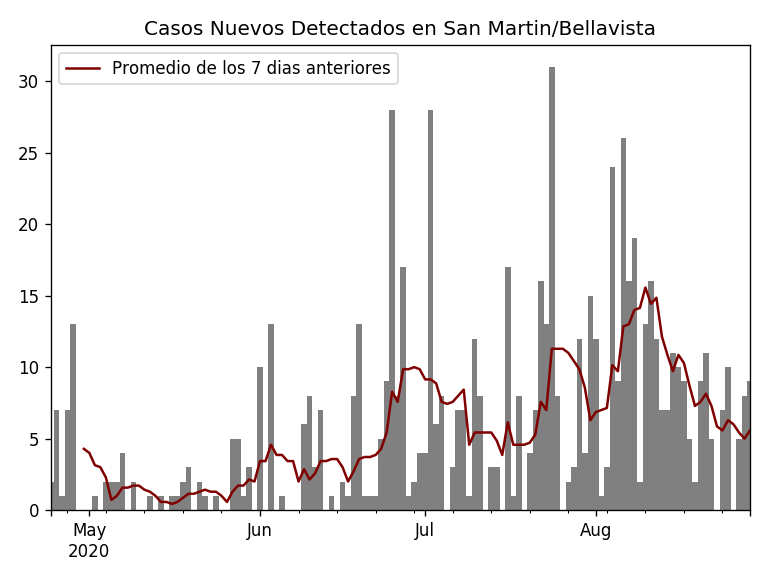 Casos Nuevos Detectados en San Martin/Bellavista
Promedio de los 7 dias anteriores
30
25
20
15
10
5
0
May Jun Jul Aug
2020